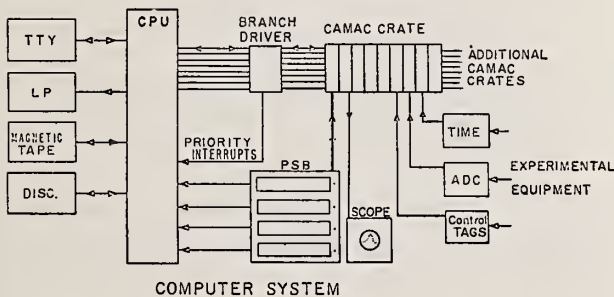 CPU
BRANCH
DRIVER
CAMAC CRATE
TTY
LP
MAGNETIC
TAPE
DISC.
ADDITIONAL
CAMAC
CRATES
PRIORITY
INTERRUPTS
PSB
SCOPE
TIME
ADC
EXPERIMENTAL
EQUIPMENT
Control
TAGS
COMPUTER SYSTEM